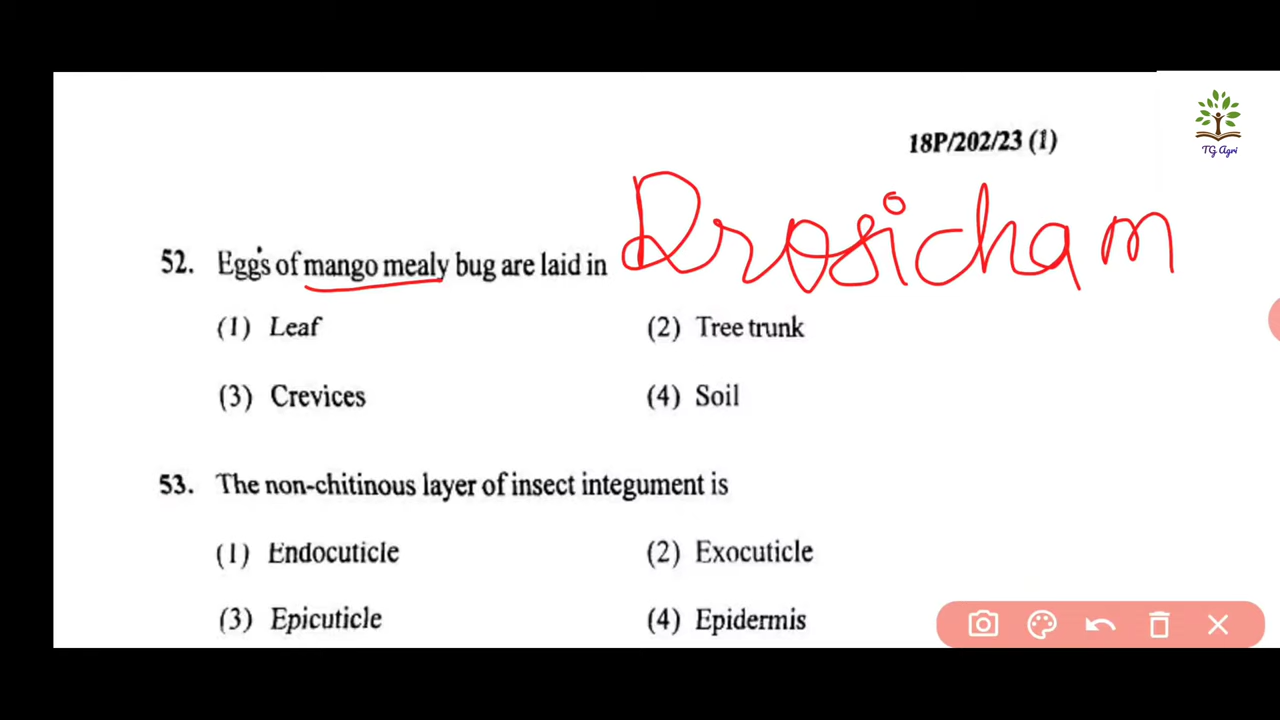 TG Agri
18P/202/23 (1)
Drosicham
52. Eggs of mango mealy bug are laid in
(1) Leaf (2) Tree trunk
(3) Crevices (4) Soil
53. The non-chitinous layer of insect integument is
(1) Endocuticle (2) Exocuticle
(3) Epicuticle (4) Epidermis